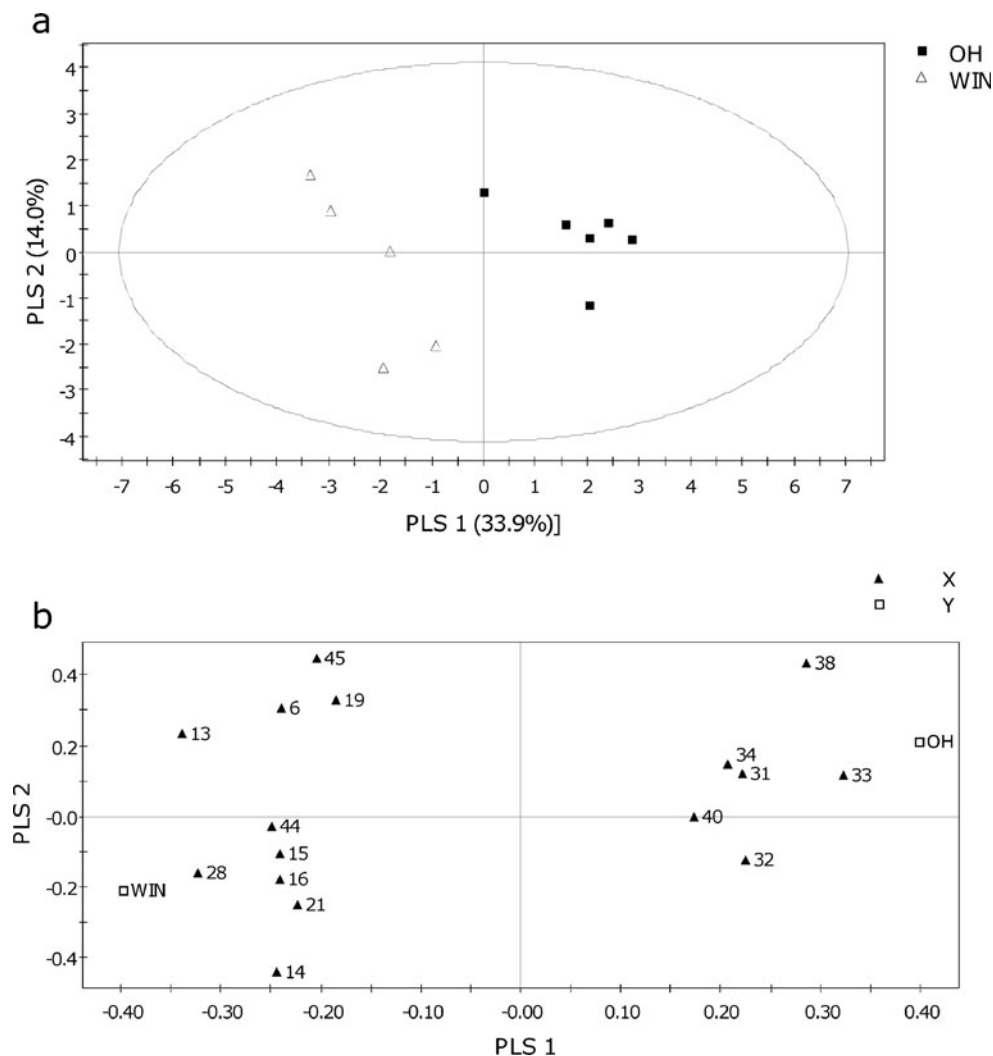 a
OH
WIN
4
3
2
1
0
-1
-2
-3
-4
PLS 2 (14.0%)
-7 -6 -5 -4 -3 -2 -1 0 1 2 3 4 5 6 7
PLS 1 (33.9%)]
X
Y
b
45
38
6
19
13
OH
34
31
33
44
40
15
32
28
16
WIN
21
14
0.4
0.2
-0.0
-0.2
-0.4
PLS 2
-0.40 -0.30 -0.20 -0.10 -0.00 0.10 0.20 0.30 0.40
PLS 1